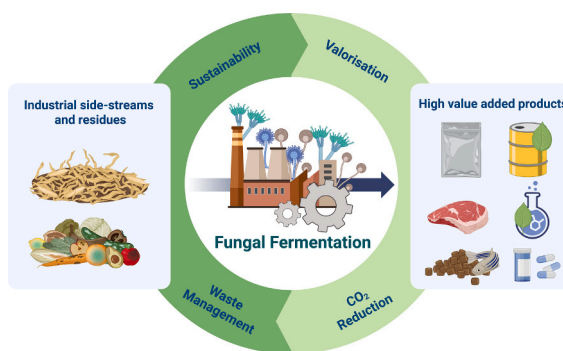 Sustainability
Valorisation
Industrial side-streams
and residues
High value added products
Fungal Fermentation
Waste
Management
CO₂
Reduction